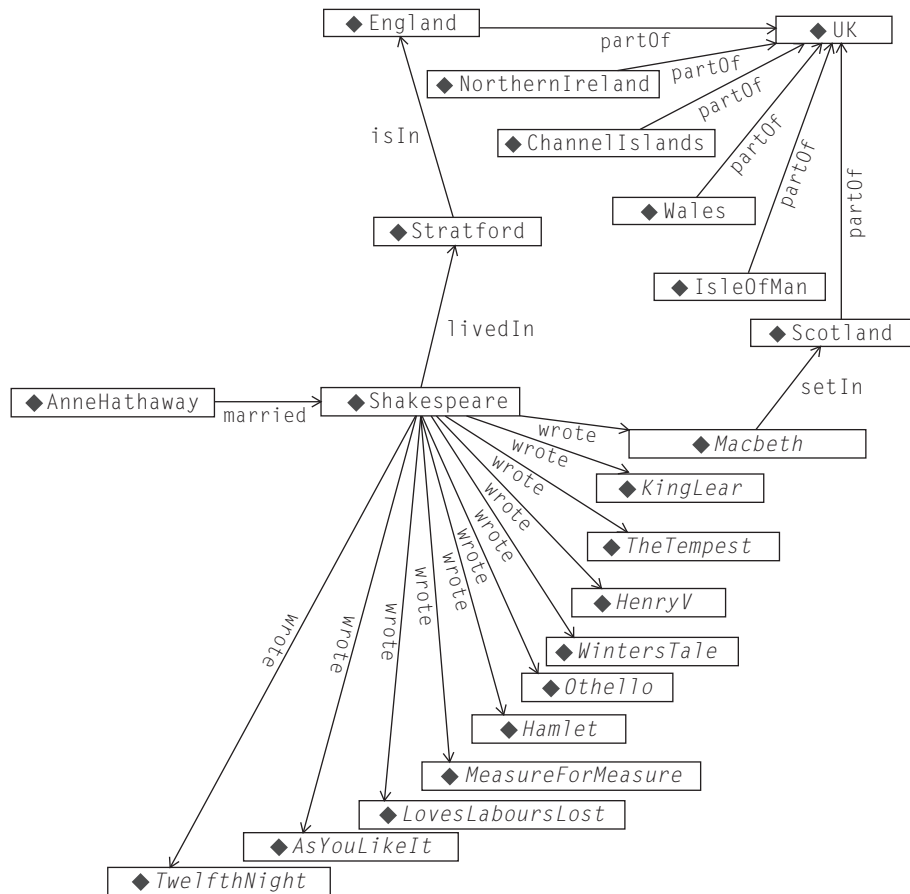 ◆ England
◆ UK
partOf
◆ NorthernIreland
partOf
partOf
◆ ChannelIslands
isIn
partOf
◆ Wales
partOf
partOf
◆ Stratford
◆ IsleOfMan
livedIn
◆ Scotland
setIn
◆ AnneHathaway
married
◆ Shakespeare
wrote
◆ Macbeth
wrote
◆ KingLear
wrote
◆ TheTempest
wrote
◆ HenryV
wrote
◆ WintersTale
wrote
◆ Othello
wrote
◆ Hamlet
wrote
◆ MeasureForMeasure
wrote
◆ LovesLaboursLost
wrote
◆ AsYouLikeIt
wrote
◆ TwelfthNight